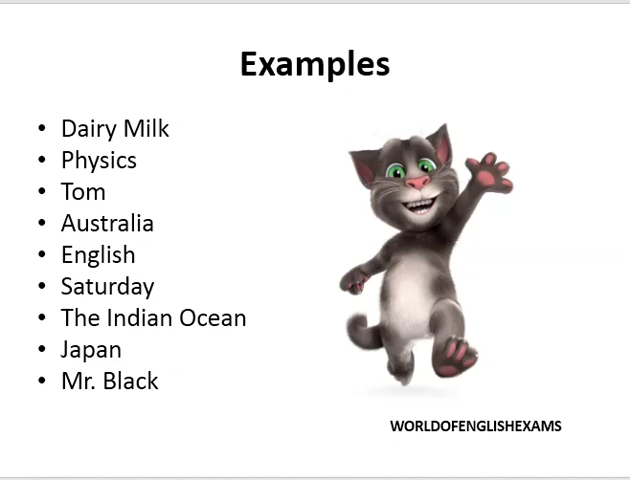 Examples
• Dairy Milk
• Physics
• Tom
• Australia
• English
• Saturday
• The Indian Ocean
• Japan
• Mr. Black
WORLDOFENGLISHEXAMS